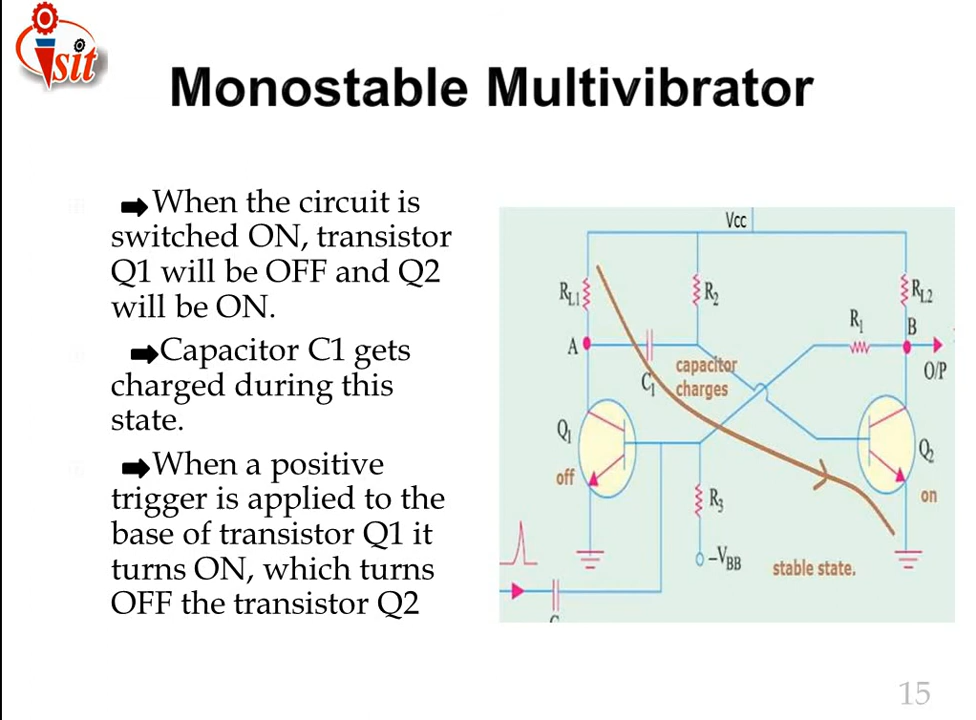 sit
Monostable Multivibrator
➡When the circuit is
switched ON, transistor
Q1 will be OFF and Q2
will be ON.
➡Capacitor C1 gets
charged during this
state.
➡When a positive
trigger is applied to the
base of transistor Q1 it
turns ON, which turns
OFF the transistor Q2
Vcc
RL1
R2
RL2
R1
B
A
O/P
C1
capacitor
charges
Q1
Q2
off
on
R3
–VBB
stable state.
15